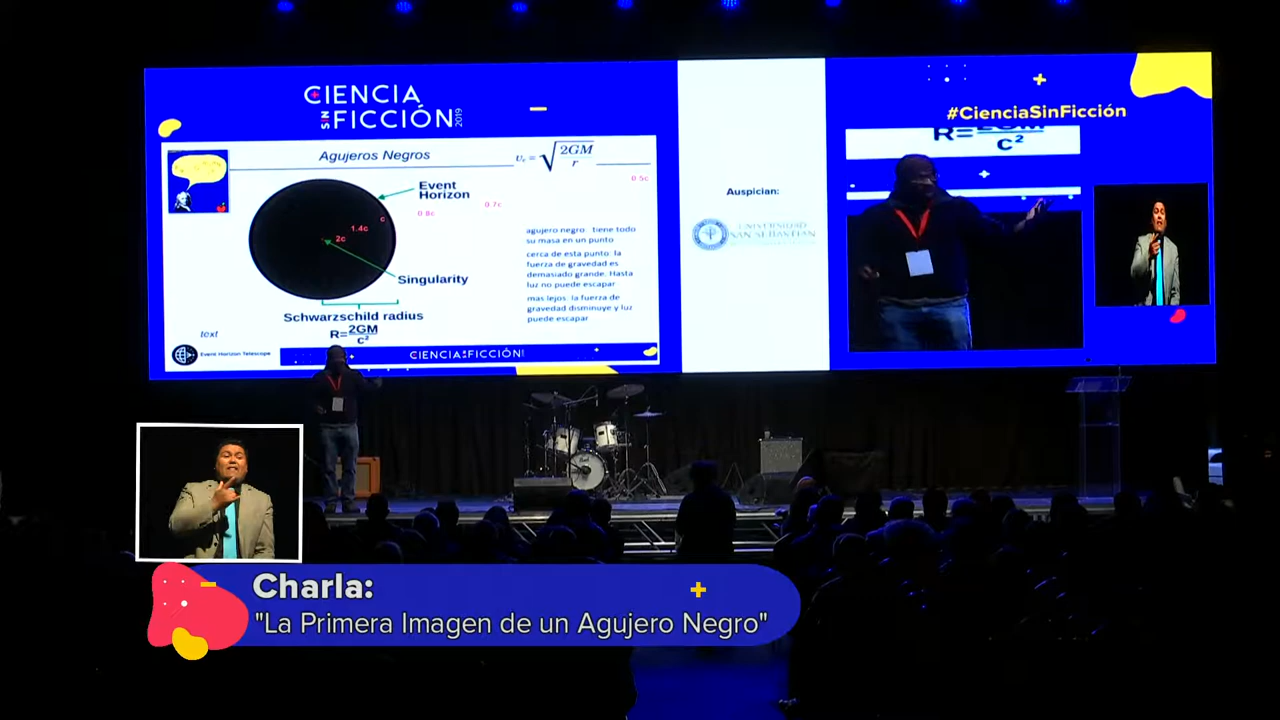 CIENCIA
SIN FICCIÓN 2019
Agujeros Negros
υₑ = √2GM/r
0.5c
0.7c
0.8c
c
1.4c
2c
Event
Horizon
Singularity
agujero negro: tiene todo
su masa en un punto
cerca de esta punto: la
fuerza de gravedad es
demasiado grande. Hasta
luz no puede escapar
mas lejos: la fuerza de
gravedad disminuye y luz
puede escapar
Schwarzschild radius
R=2GM/c²
text
Event Horizon Telescope
CIENCIA SIN FICCIÓN
Auspician:
UNIVERSIDAD
SAN SEBASTIAN
#CienciaSinFicción
R=2GM/c²
Charla:
"La Primera Imagen de un Agujero Negro"